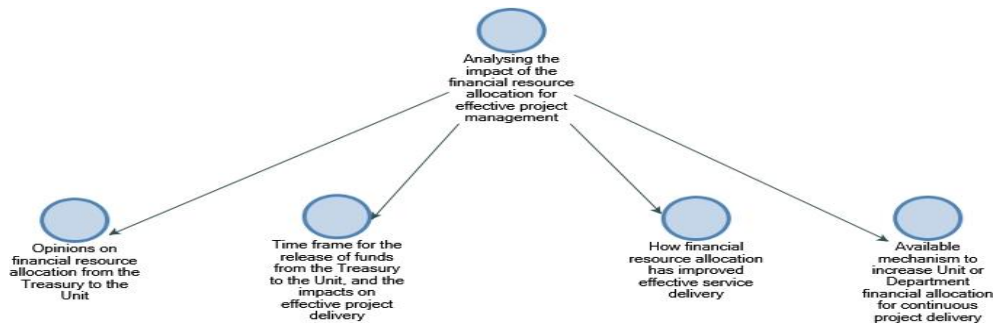 Analysing the
impact of the
financial resource
allocation for
effective project
management
Opinions on
financial resource
allocation from the
Treasury to the
Unit
Time frame for the
release of funds
from the Treasury
to the Unit, and the
impacts on
effective project
delivery
How financial
resource allocation
has improved
effective service
delivery
Available
mechanism to
increase Unit or
Department
financial allocation
for continuous
project delivery